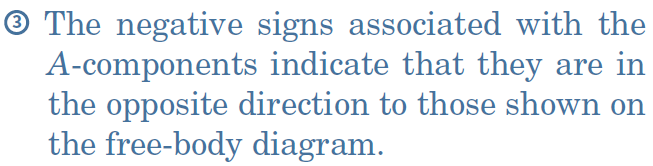 ③ The negative signs associated with the
A-components indicate that they are in
the opposite direction to those shown on
the free-body diagram.